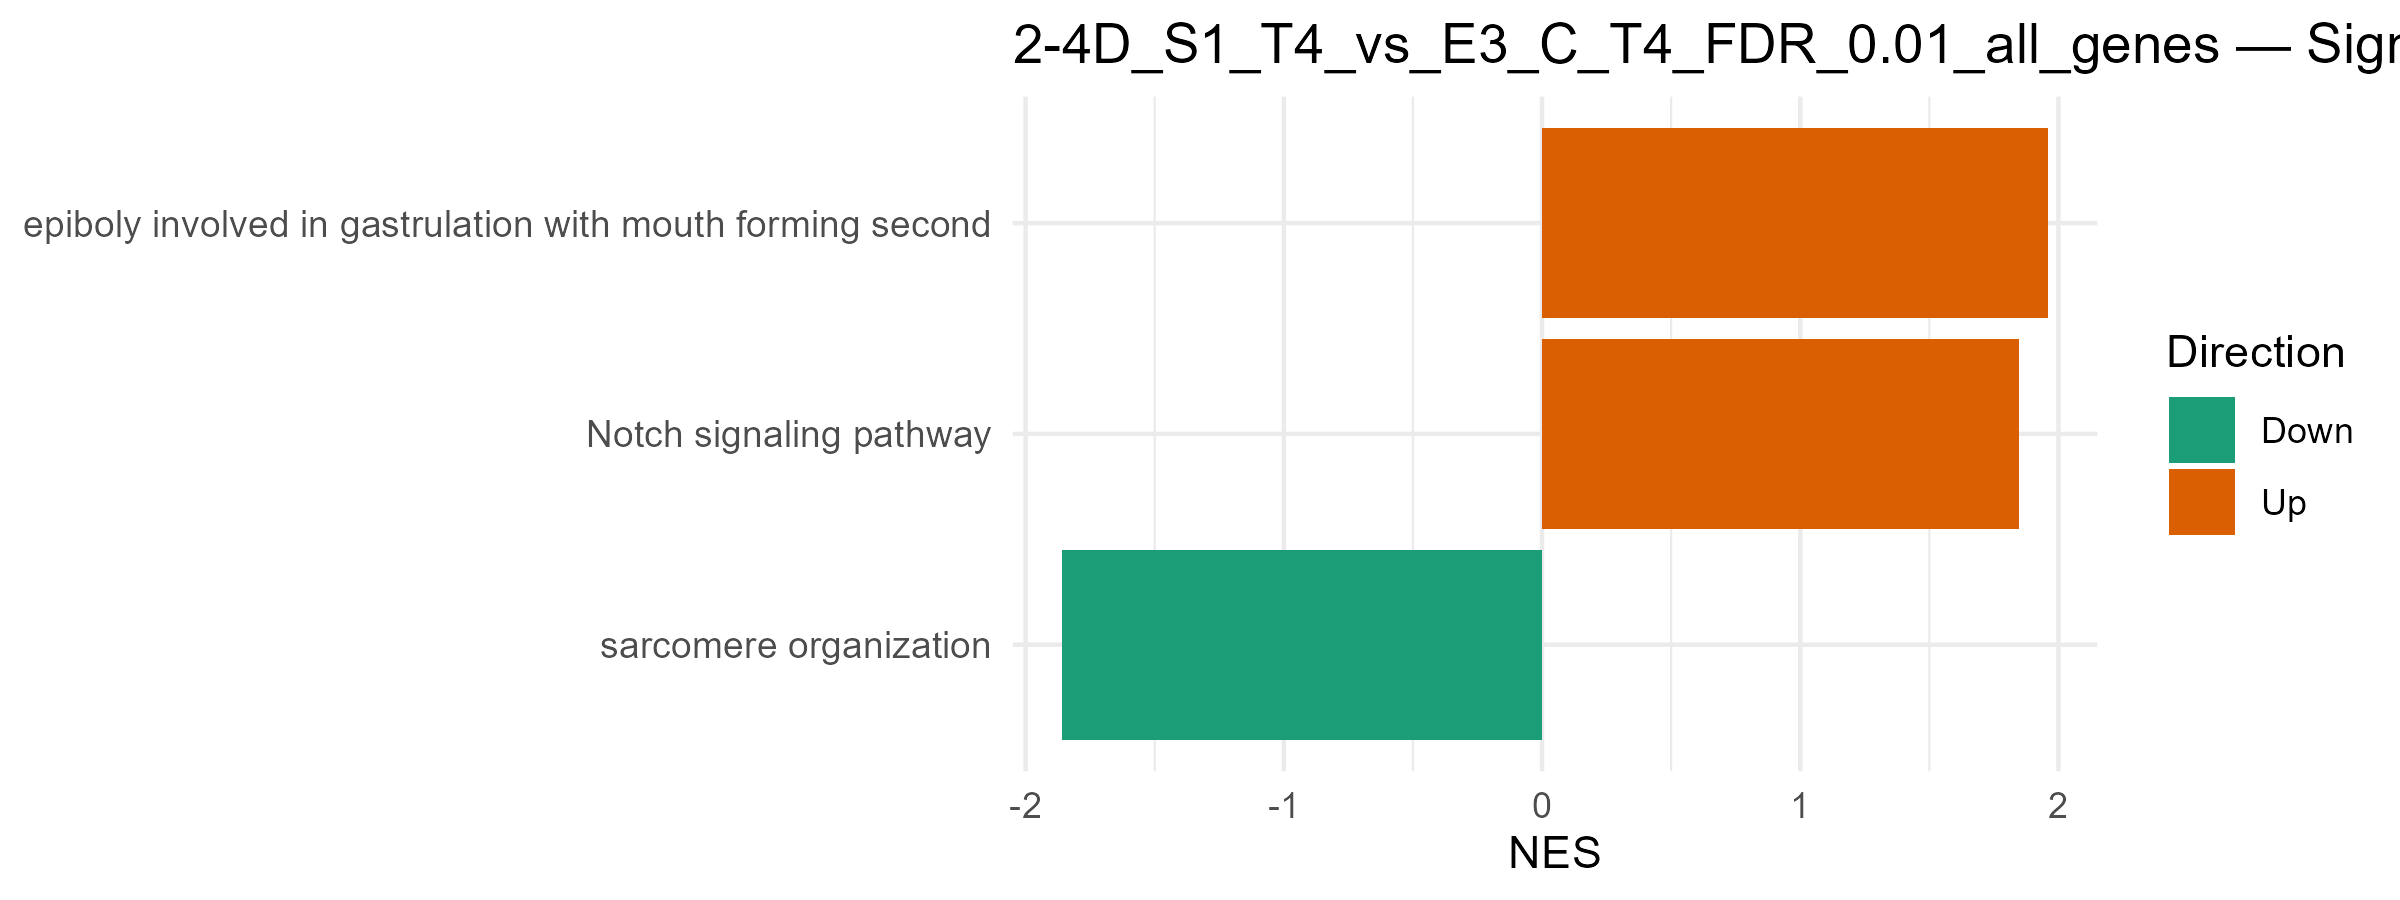 2-4D_S1_T4_vs_E3_C_T4_FDR_0.01_all_genes — Sigr
epiboly involved in gastrulation with mouth forming second
Notch signaling pathway
sarcomere organization
-2 -1 0 1 2
NES
Direction
Down
Up